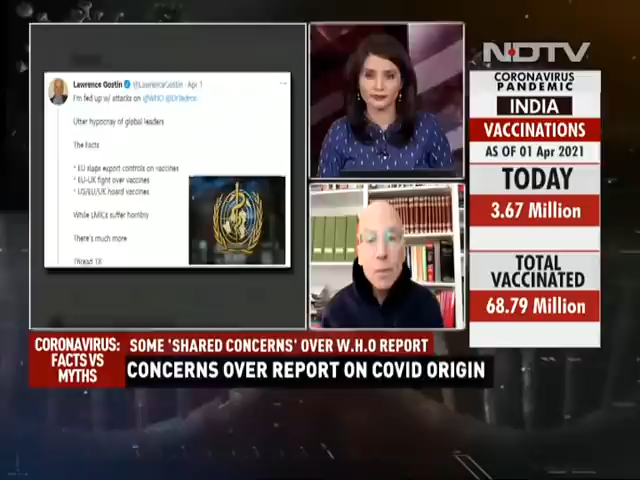 Lawrence Gostin @LawrenceGostin · Apr 1
I'm fed up w/ attacks on @WHO @DrTedros
Utter hypocrisy of global leaders
The Facts
* EU slaps export controls on vaccines
* EU-UK fight over vaccines
* US/EU/UK hoard vaccines
While LMICs suffer horribly
There's much more
Thread 1X
NDTV
CORONAVIRUS
PANDEMIC
INDIA
VACCINATIONS
AS OF 01 Apr 2021
TODAY
3.67 Million
TOTAL
VACCINATED
68.79 Million
CORONAVIRUS:
FACTS VS
MYTHS
SOME 'SHARED CONCERNS' OVER W.H.O REPORT
CONCERNS OVER REPORT ON COVID ORIGIN